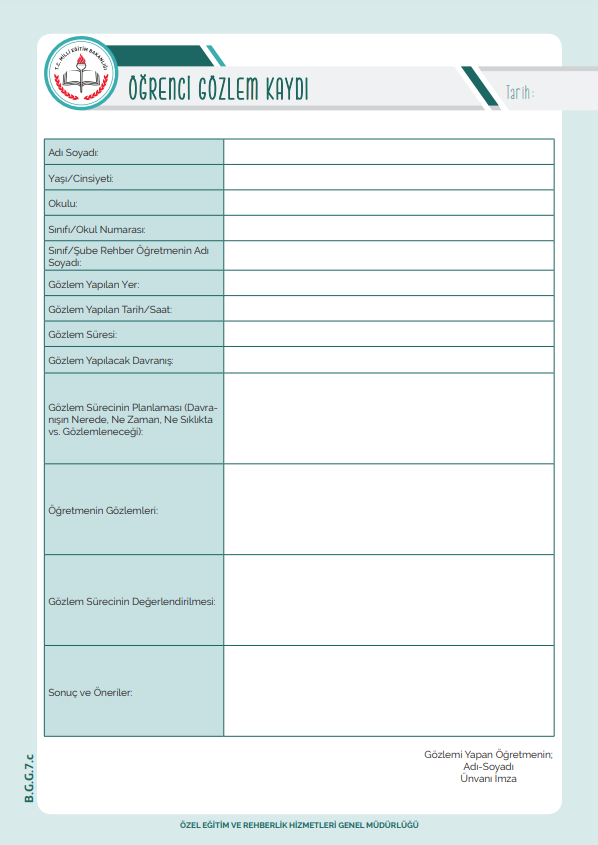 T.C. MİLLİ EĞİTİM BAKANLIĞI
ÖĞRENCİ GÖZLEM KAYDI
Tarih :
Adı Soyadı:
Yaşı/Cinsiyeti:
Okulu:
Sınıfı/Okul Numarası:
Sınıf/Şube Rehber Öğretmenin Adı
Soyadı:
Gözlem Yapılan Yer:
Gözlem Yapılan Tarih/Saat:
Gözlem Süresi:
Gözlem Yapılacak Davranış:
Gözlem Sürecinin Planlaması (Davra-
nışın Nerede, Ne Zaman, Ne Sıklıkta
vs. Gözlemleneceği):
Öğretmenin Gözlemleri:
Gözlem Sürecinin Değerlendirilmesi:
Sonuç ve Öneriler:
Gözlemi Yapan Öğretmenin;
Adı-Soyadı
Ünvanı İmza
B.G.G.7.c
ÖZEL EĞİTİM VE REHBERLİK HİZMETLERİ GENEL MÜDÜRLÜĞÜ